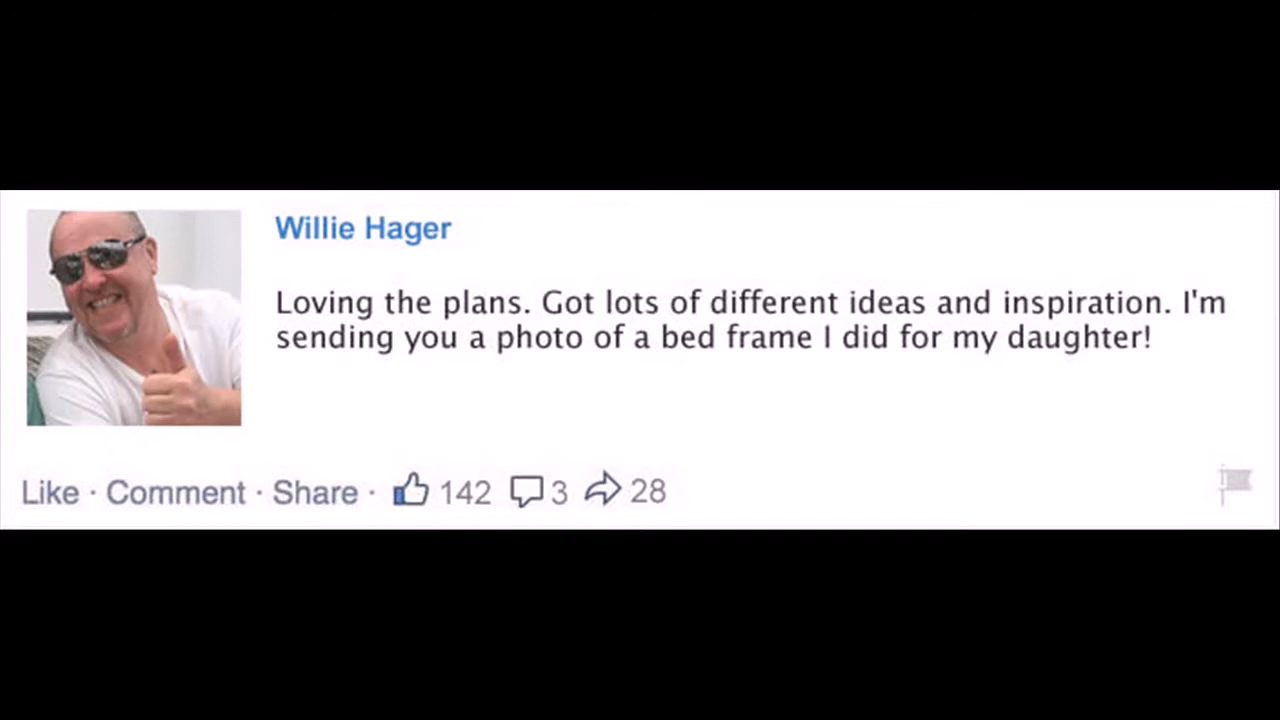 Willie Hager
Loving the plans. Got lots of different ideas and inspiration. I'm
sending you a photo of a bed frame I did for my daughter!
Like · Comment · Share · 142 3 28